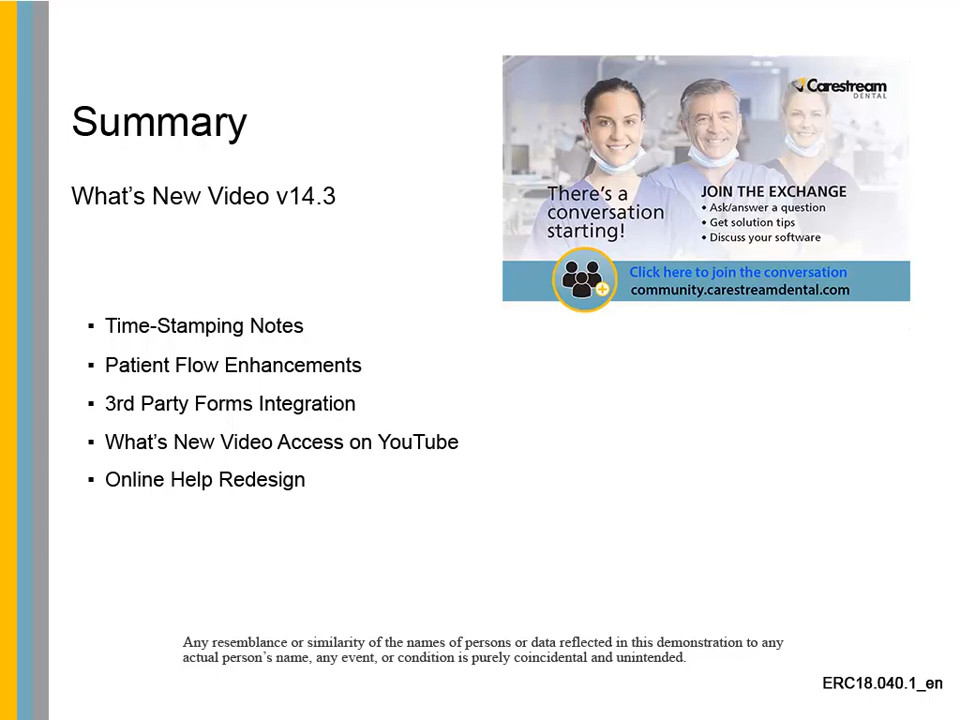 Summary
What's New Video v14.3
Carestream
DENTAL
There's a
conversation
starting!
JOIN THE EXCHANGE
• Ask/answer a question
• Get solution tips
• Discuss your software
Click here to join the conversation
community.carestreamdental.com
▪ Time-Stamping Notes
▪ Patient Flow Enhancements
▪ 3rd Party Forms Integration
▪ What's New Video Access on YouTube
▪ Online Help Redesign
Any resemblance or similarity of the names of persons or data reflected in this demonstration to any
actual person's name, any event, or condition is purely coincidental and unintended.
ERC18.040.1_en